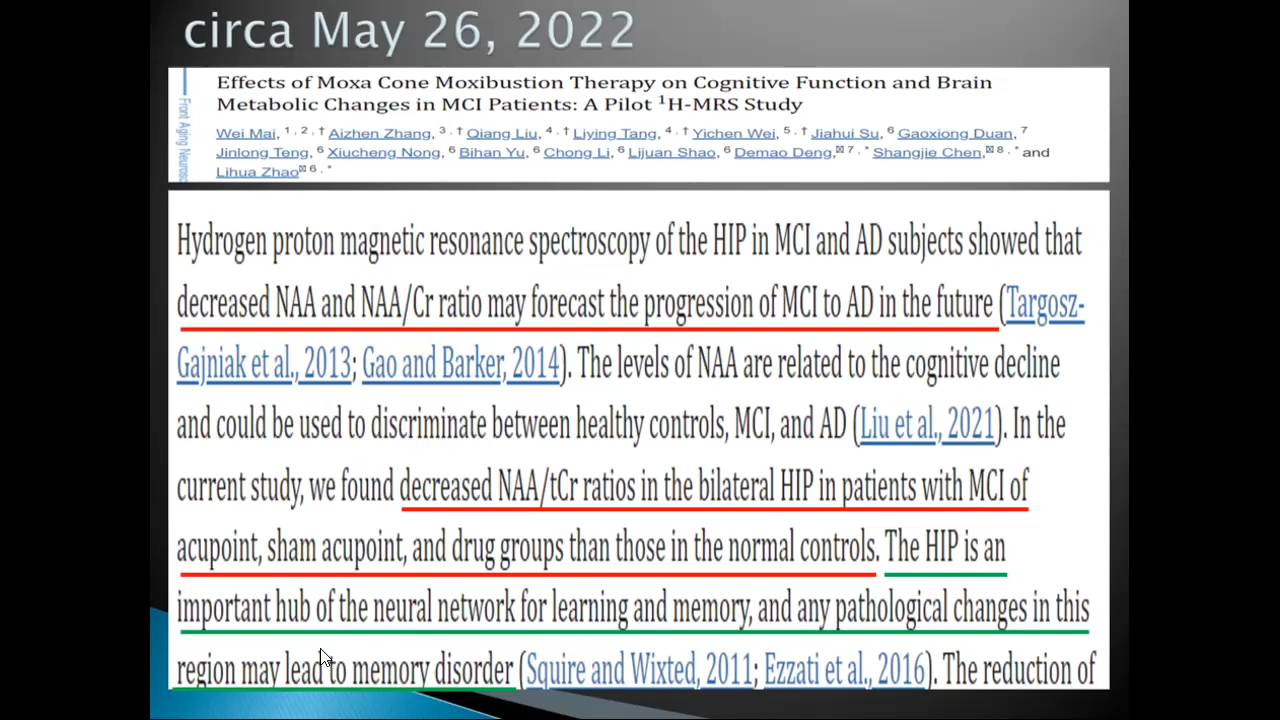 circa May 26, 2022
Effects of Moxa Cone Moxibustion Therapy on Cognitive Function and Brain
Metabolic Changes in MCI Patients: A Pilot ¹H-MRS Study
Front Aging Neurosc
Wei Mai, 1, 2, † Aizhen Zhang, 3, † Qiang Liu, 4, † Liying Tang, 4, † Yichen Wei, 5, † Jiahui Su, 6 Gaoxiong Duan, 7
Jinlong Teng, 6 Xiucheng Nong, 6 Bihan Yu, 6 Chong Li, 6 Lijuan Shao, 6 Demao Deng,✉ 7, * Shangjie Chen,✉ 8, * and
Lihua Zhao✉ 6, *
Hydrogen proton magnetic resonance spectroscopy of the HIP in MCI and AD subjects showed that
decreased NAA and NAA/Cr ratio may forecast the progression of MCI to AD in the future (Targosz-
Gajniak et al., 2013; Gao and Barker, 2014). The levels of NAA are related to the cognitive decline
and could be used to discriminate between healthy controls, MCI, and AD (Liu et al., 2021). In the
current study, we found decreased NAA/tCr ratios in the bilateral HIP in patients with MCI of
acupoint, sham acupoint, and drug groups than those in the normal controls. The HIP is an
important hub of the neural network for learning and memory, and any pathological changes in this
region may lead to memory disorder (Squire and Wixted, 2011; Ezzati et al., 2016). The reduction of